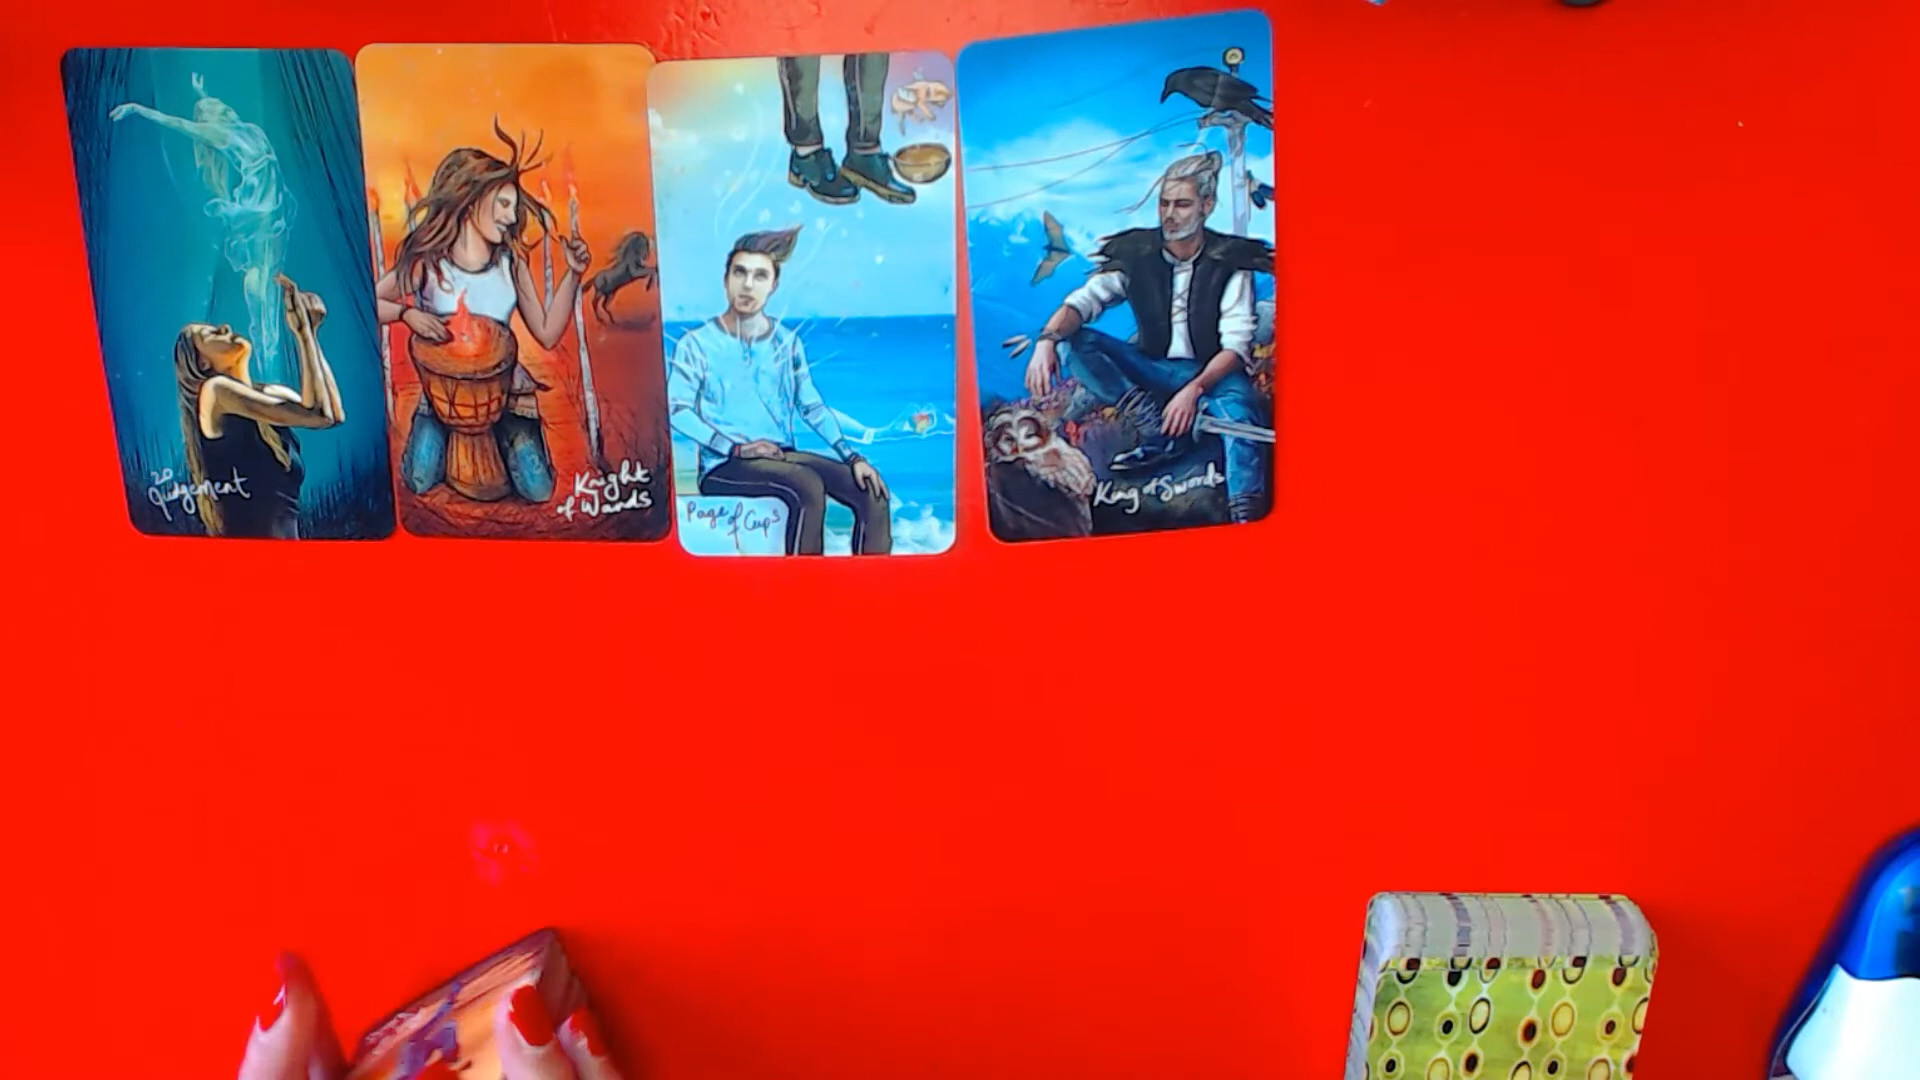 20
Judgement
Knight
of Wands
Page of Cups
King of Swords